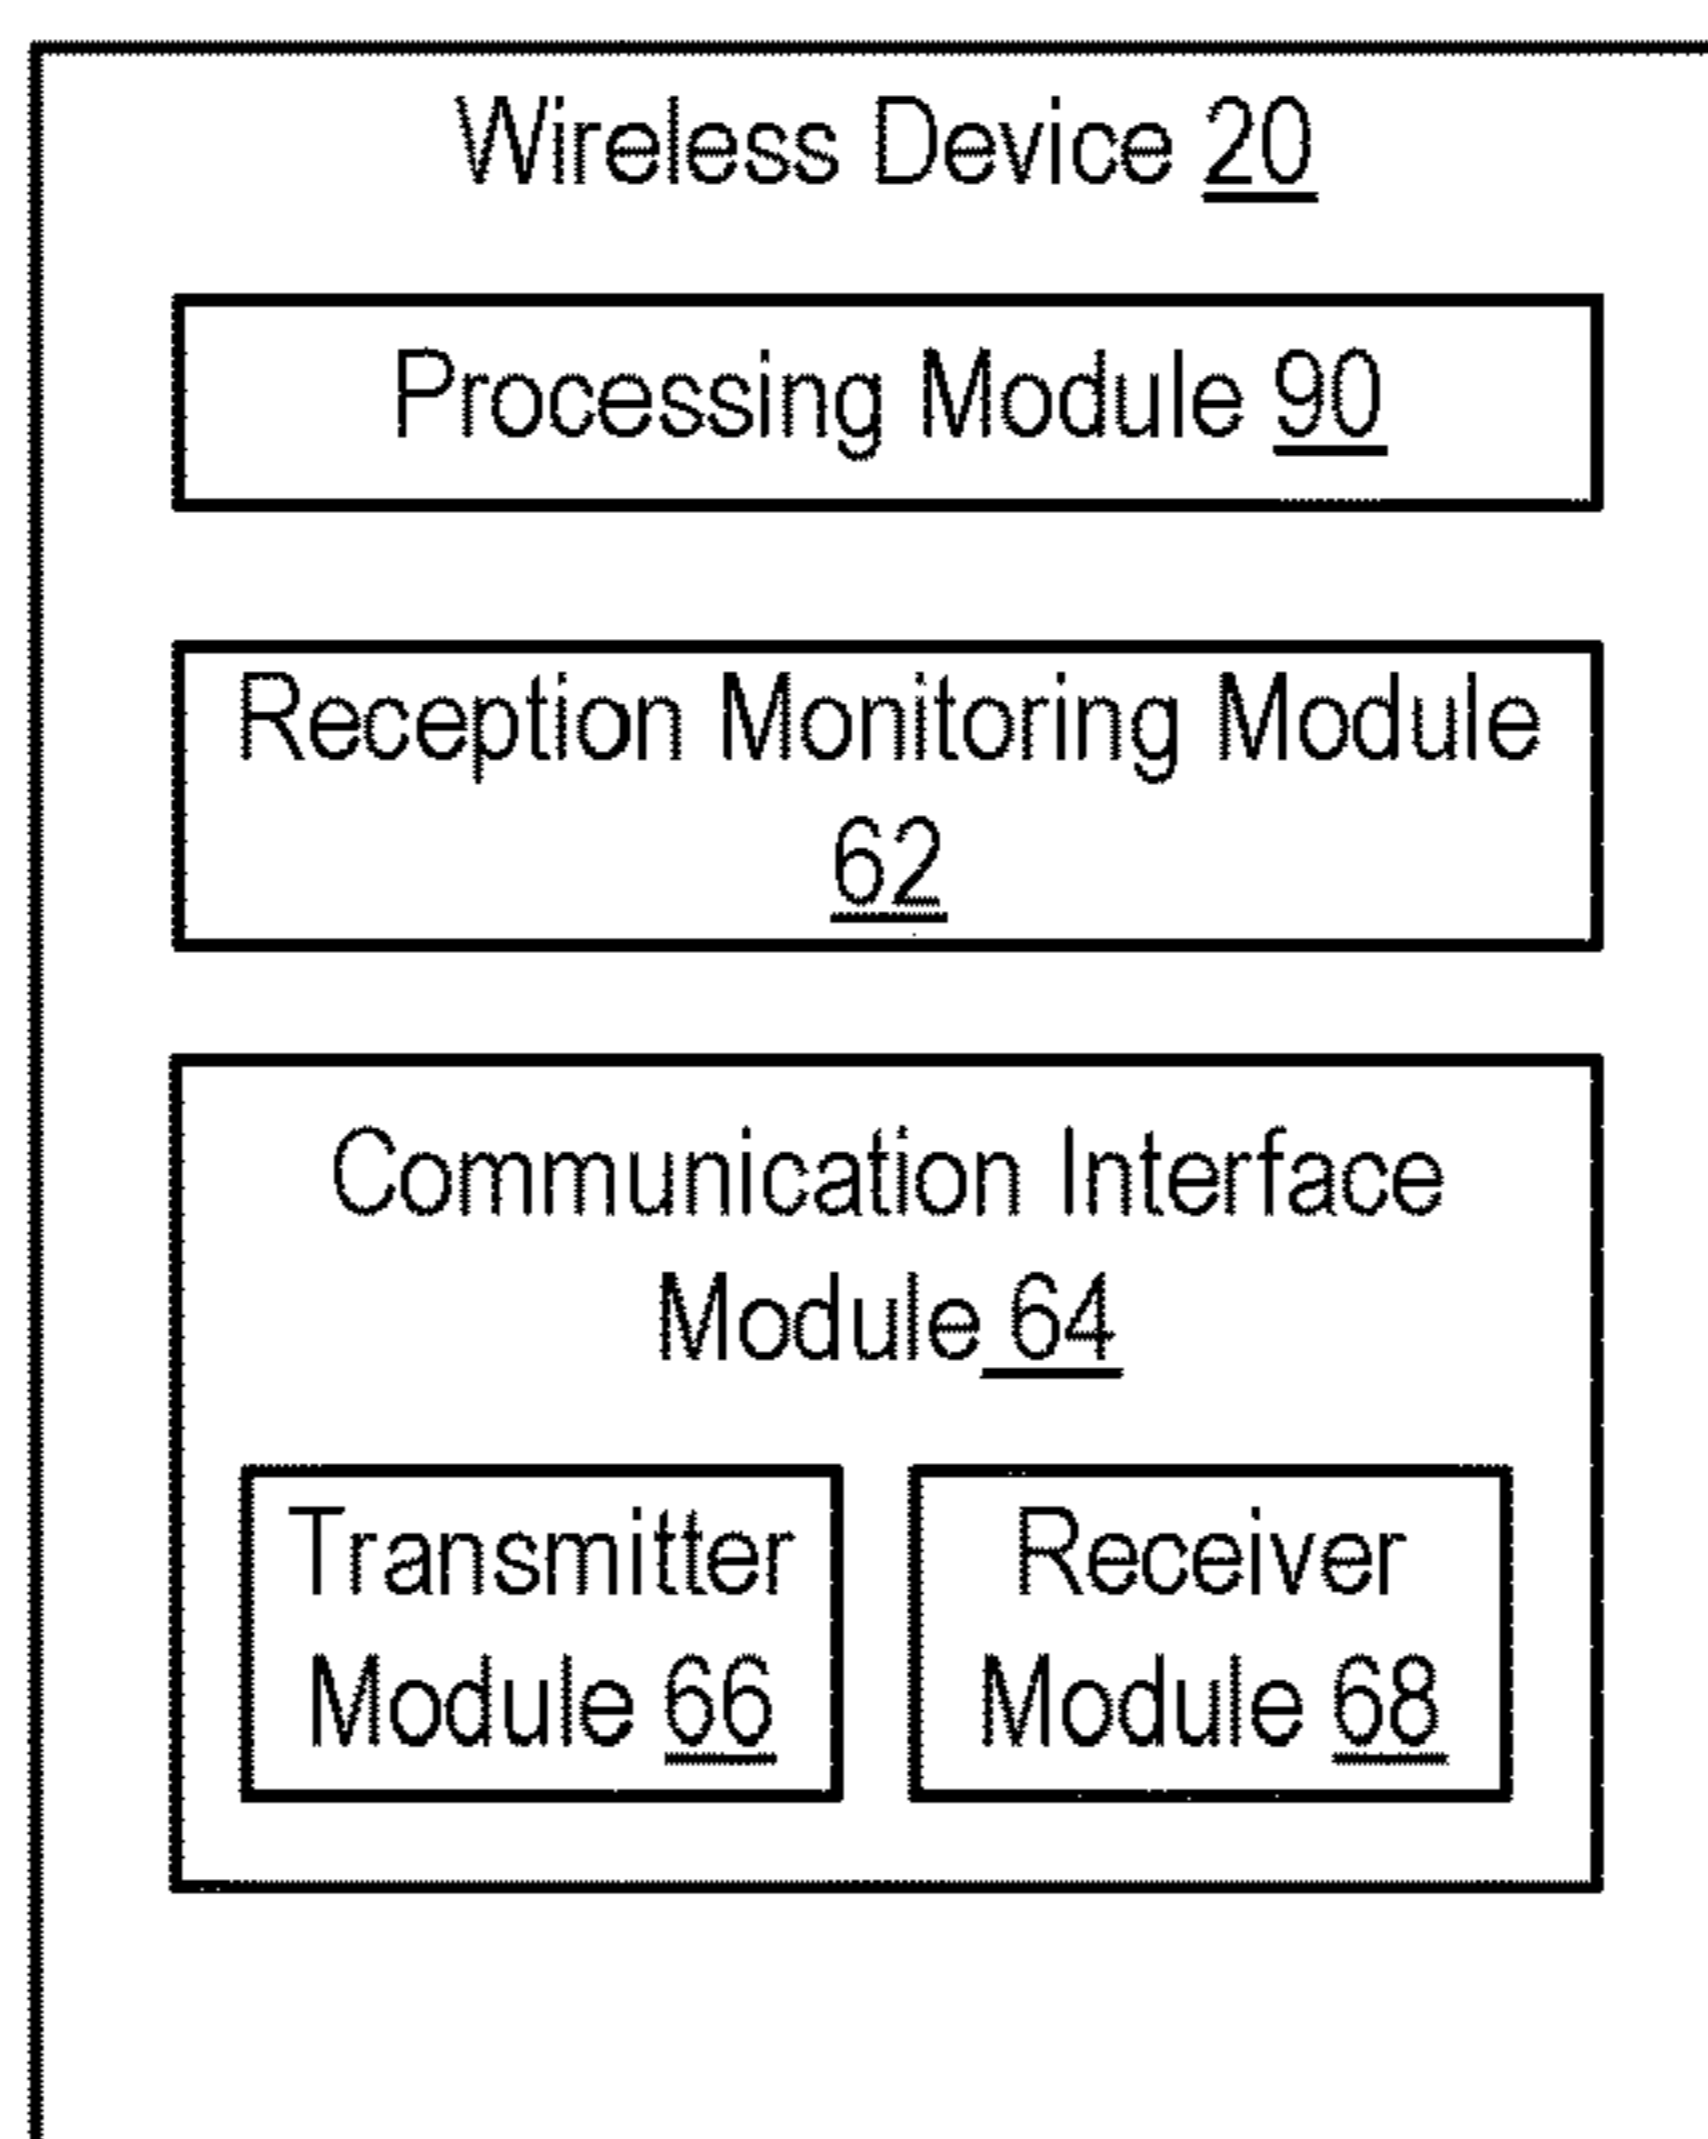 Wireless Device 20
Processing Module 90
Reception Monitoring Module
62
Communication Interface
Module 64
Transmitter
Module 66
Receiver
Module 68